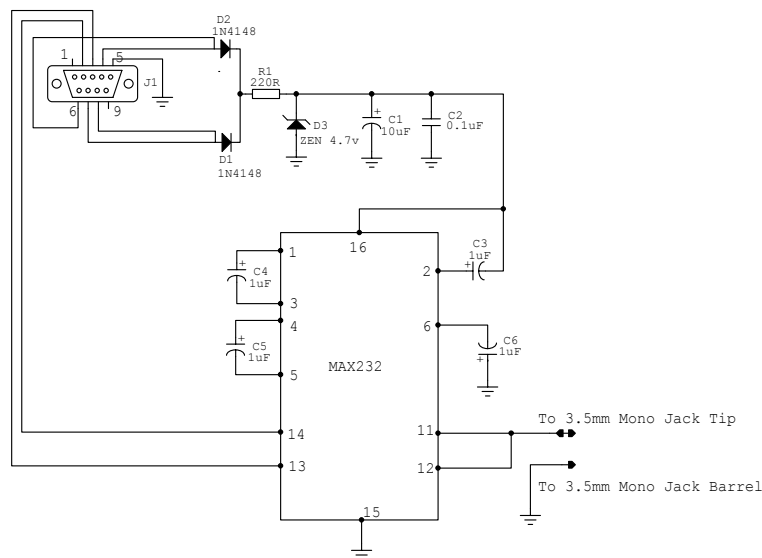 D2
1N4148
1
5
J1
6
9
R1
220R
D3
ZEN 4.7v
C1
10uF
C2
0.1uF
D1
1N4148
16
1
C4
1uF
3
4
C5
1uF
5
2
C3
1uF
6
C6
1uF
MAX232
14
13
11
12
15
To 3.5mm Mono Jack Tip
To 3.5mm Mono Jack Barrel